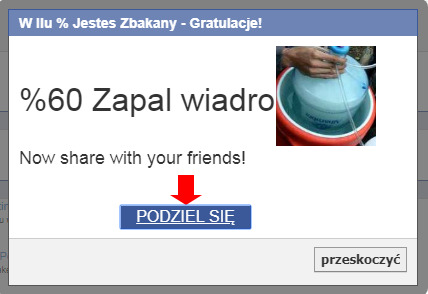 W Ilu % Jestes Zbakany - Gratulacje!
%60 Zapal wiadro
Now share with your friends!
PODZIEL SIĘ
przeskoczyć